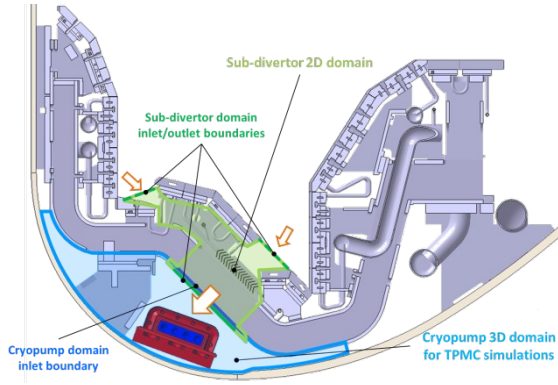 Sub-divertor 2D domain
Sub-divertor domain
inlet/outlet boundaries
Cryopump domain
inlet boundary
Cryopump 3D domain
for TPMC simulations